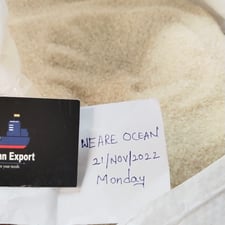 WEARE OCEAN
21/NOV/2022
Monday
an Export